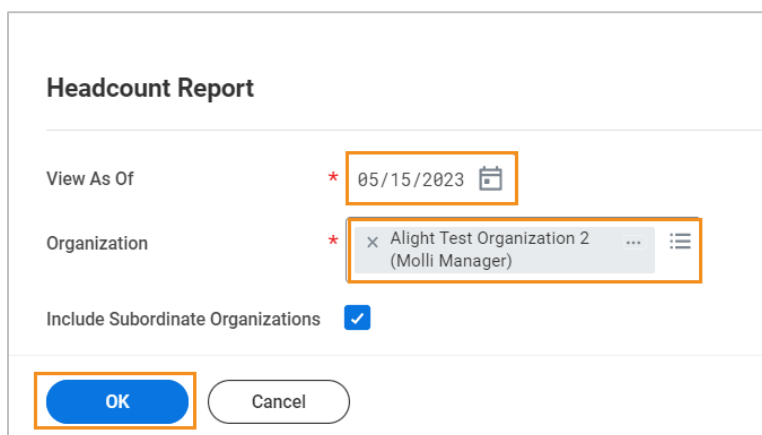 Headcount Report
View As Of * 05/15/2023
Organization * × Alight Test Organization 2 ...
(Molli Manager)
Include Subordinate Organizations
OK Cancel